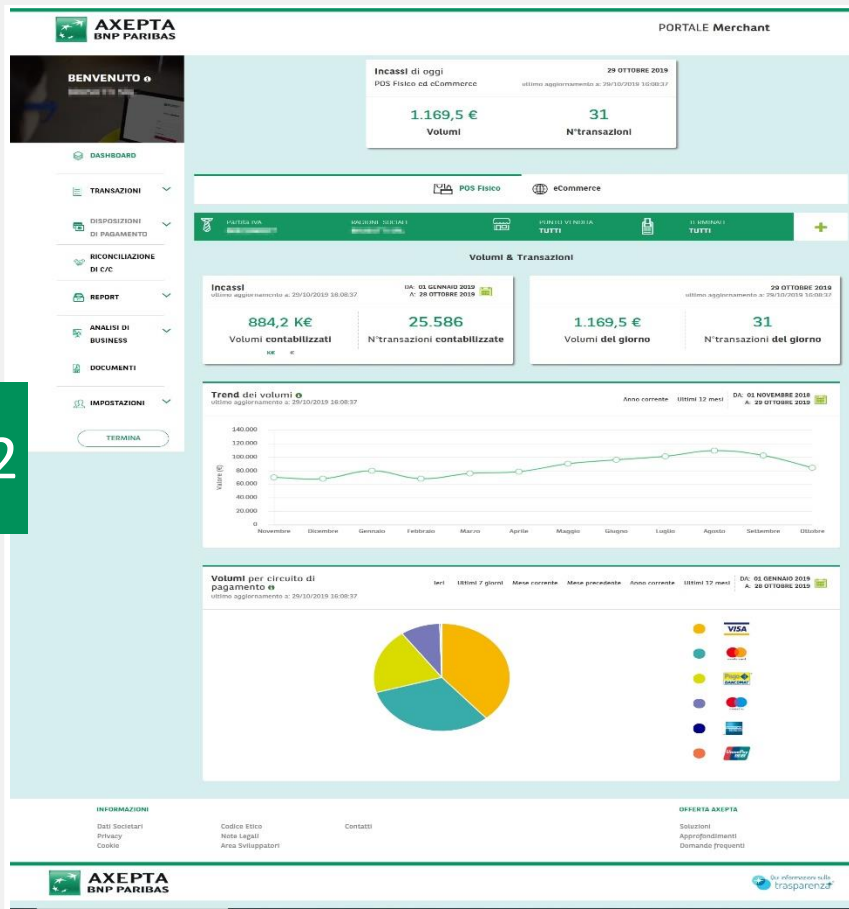 AXEPTA
BNP PARIBAS
PORTALE Merchant
BENVENUTO
Incassi di oggi
29 OTTOBRE 2019
POS Fisico ed eCommerce
ultimo aggiornamento a: 29/10/2019 16:08:37
1.169,5 €
31
Volumi
N°transazioni
DASHBOARD
TRANSAZIONI
DISPOSIZIONI
DI PAGAMENTO
RICONCILIAZIONE
DI C/C
REPORT
ANALISI DI
BUSINESS
DOCUMENTI
IMPOSTAZIONI
TERMINA
2
POS Fisico
eCommerce
PARTITA IVA
RAGIONE SOCIALE
PUNTO VENDITA
TUTTI
TERMINALI
TUTTI
+
Volumi & Transazioni
Incassi
ultimo aggiornamento a: 29/10/2019 16:08:37
DA: 01 GENNAIO 2019
A: 28 OTTOBRE 2019
884,2 K€
25.586
Volumi contabilizzati
N°transazioni contabilizzate
K€ €
29 OTTOBRE 2019
ultimo aggiornamento a: 29/10/2019 16:08:37
1.169,5 €
31
Volumi del giorno
N°transazioni del giorno
Trend dei volumi
ultimo aggiornamento a: 29/10/2019 16:08:37
Anno corrente Ultimi 12 mesi
DA: 01 NOVEMBRE 2018
A: 29 OTTOBRE 2019
Valore (€)
140.000
120.000
100.000
80.000
60.000
40.000
20.000
0
Novembre Dicembre Gennaio Febbraio Marzo Aprile Maggio Giugno Luglio Agosto Settembre Ottobre
Volumi per circuito di
pagamento
ultimo aggiornamento a: 29/10/2019 16:08:37
Ieri Ultimi 7 giorni Mese corrente Mese precedente Anno corrente Ultimi 12 mesi
DA: 01 GENNAIO 2019
A: 28 OTTOBRE 2019
VISA
INFORMAZIONI
Dati Societari
Privacy
Cookie
Codice Etico
Note Legali
Area Sviluppatori
Contatti
OFFERTA AXEPTA
Soluzioni
Approfondimenti
Domande frequenti
AXEPTA
BNP PARIBAS
Per informazioni sulla
trasparenza